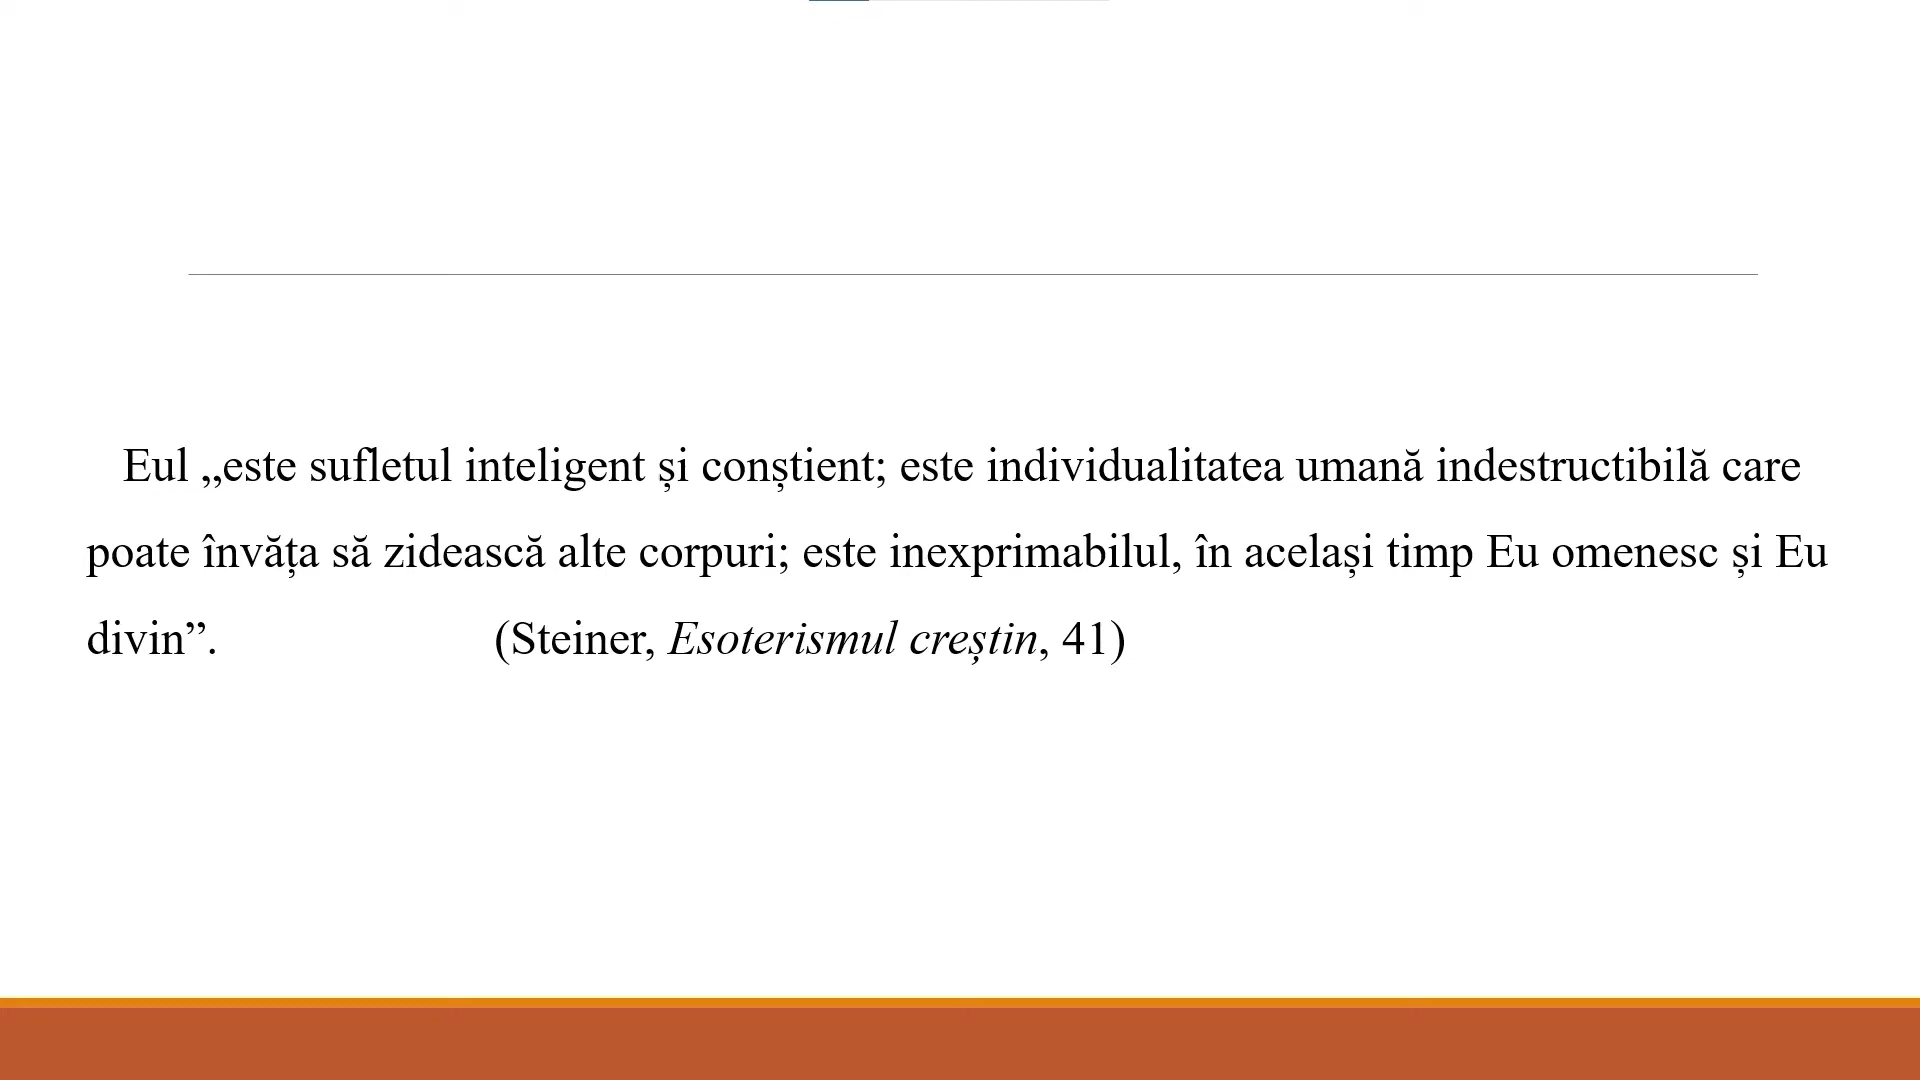 Eul „este sufletul inteligent și conștient; este individualitatea umană indestructibilă care
poate învăța să zidească alte corpuri; este inexprimabilul, în același timp Eu omenesc și Eu
divin”. (Steiner, Esoterismul creștin, 41)